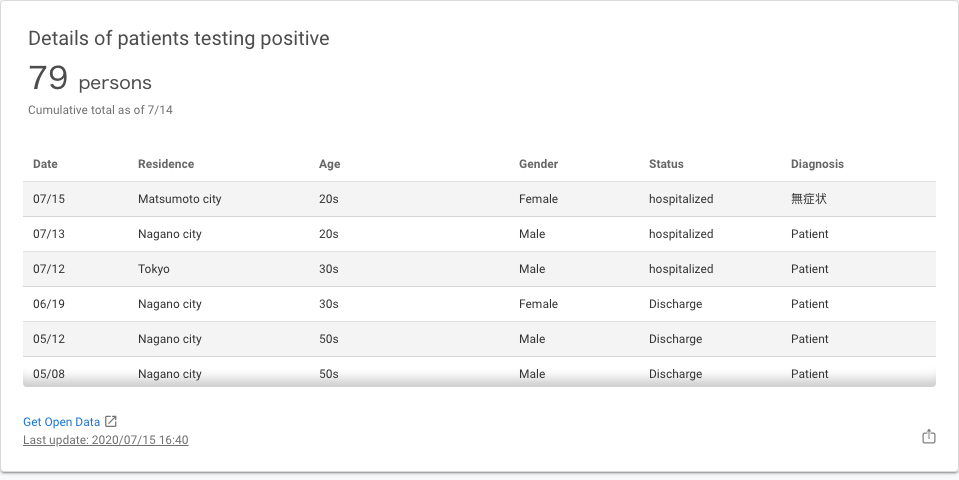 Details of patients testing positive
79 persons
Cumulative total as of 7/14
Date Residence Age Gender Status Diagnosis
07/15 Matsumoto city 20s Female hospitalized 無症状
07/13 Nagano city 20s Male hospitalized Patient
07/12 Tokyo 30s Male hospitalized Patient
06/19 Nagano city 30s Female Discharge Patient
05/12 Nagano city 50s Male Discharge Patient
05/08 Nagano city 50s Male Discharge Patient
Get Open Data
Last update: 2020/07/15 16:40